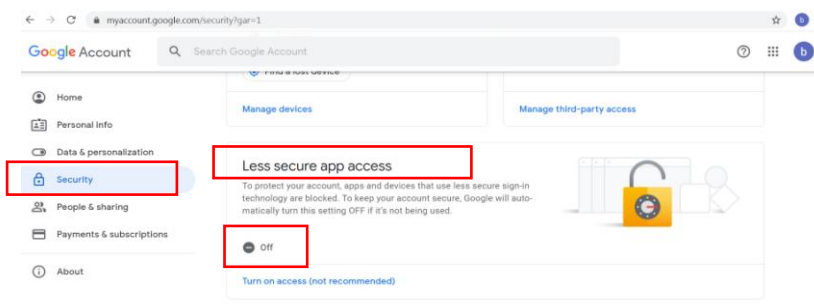 myaccount.google.com/security?gar=1
b
Google Account
Search Google Account
b
Find a lost device
Home
Manage devices
Manage third-party access
Personal info
Data & personalization
Less secure app access
Security
To protect your account, apps and devices that use less secure sign-in
technology are blocked. To keep your account secure, Google will auto-
matically turn this setting OFF if it's not being used.
People & sharing
Payments & subscriptions
Off
About
Turn on access (not recommended)